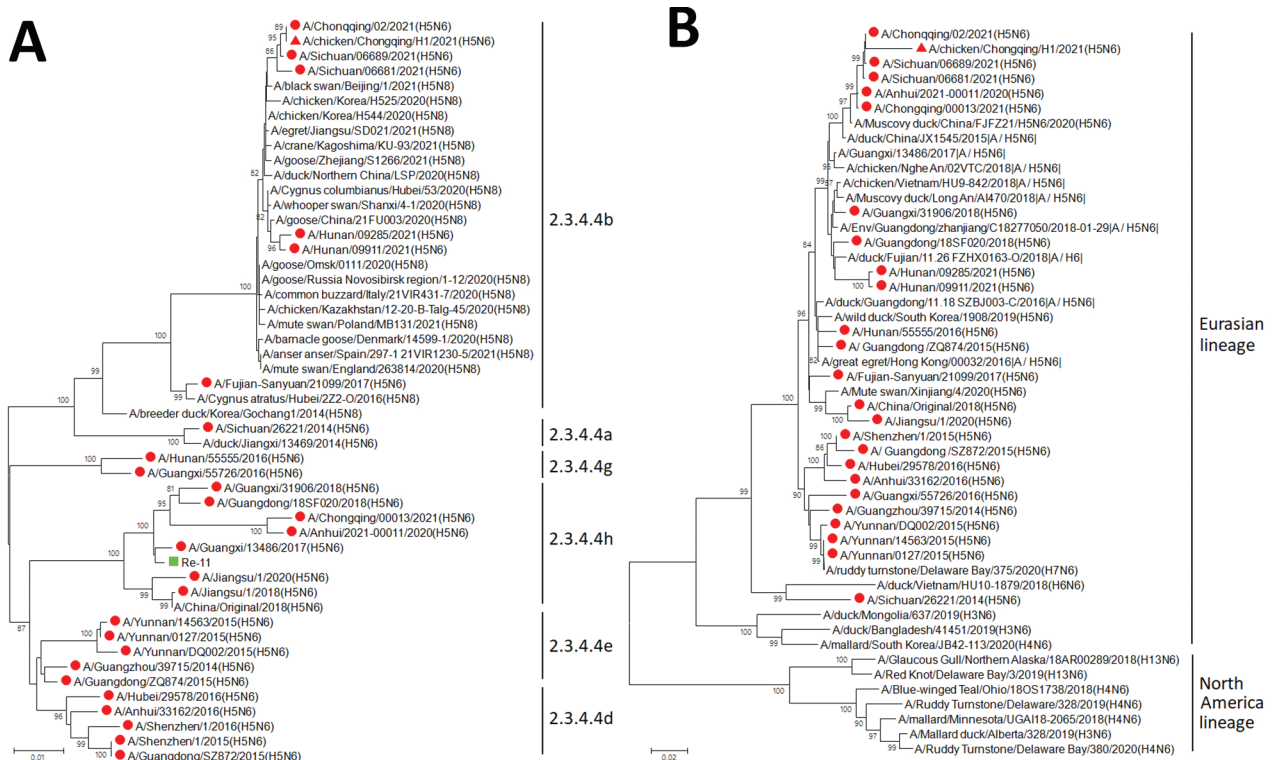 A
A/Chonqqing/02/2021(H5N6)
A/chicken/Chongqing/H1/2021(H5N6)
A/Sichuan/06689/2021(H5N6)
A/Sichuan/06681/2021(H5N6)
A/black swan/Beijing/1/2021(H5N8)
A/chicken/Korea/H525/2020(H5N8)
A/chicken/Korea/H544/2020(H5N8)
A/egret/Jiangsu/SD021/2021(H5N8)
A/crane/Kagoshima/KU-93/2021(H5N8)
A/goose/Zhejiang/S1266/2021(H5N8)
A/duck/Northern China/LSP/2020(H5N8)
A/Cygnus columbianus/Hubei/53/2020(H5N8)
A/whooper swan/Shanxi/4-1/2020(H5N8)
A/goose/China/21FU003/2020(H5N8)
A/Hunan/09285/2021(H5N6)
A/Hunan/09911/2021(H5N6)
A/goose/Omsk/0111/2020(H5N8)
A/goose/Russia Novosibirsk region/1-12/2020(H5N8)
A/common buzzard/Italy/21VIR431-7/2020(H5N8)
A/chicken/Kazakhstan/12-20-B-Talg-45/2020(H5N8)
A/mute swan/Poland/MB131/2021(H5N8)
A/barnacle goose/Denmark/14599-1/2020(H5N8)
A/anser anser/Spain/297-1 21VIR1230-5/2021(H5N8)
A/mute swan/England/263814/2020(H5N8)
A/Fujian-Sanyuan/21099/2017(H5N6)
A/Cygnus atratus/Hubei/2Z2-O/2016(H5N8)
A/breeder duck/Korea/Gochang1/2014(H5N8)
A/Sichuan/26221/2014(H5N6)
A/duck/Jiangxi/13469/2014(H5N6)
A/Hunan/55555/2016(H5N6)
A/Guangxi/55726/2016(H5N6)
A/Guangxi/31906/2018(H5N6)
A/Guangdong/18SF020/2018(H5N6)
A/Chongqing/00013/2021(H5N6)
A/Anhui/2021-00011/2020(H5N6)
A/Guangxi/13486/2017(H5N6)
Re-11
A/Jiangsu/1/2020(H5N6)
A/Jiangsu/1/2018(H5N6)
A/China/Original/2018(H5N6)
A/Yunnan/14563/2015(H5N6)
A/Yunnan/0127/2015(H5N6)
A/Yunnan/DQ002/2015(H5N6)
A/Guangzhou/39715/2014(H5N6)
A/Guangdong/ZQ874/2015(H5N6)
A/Hubei/29578/2016(H5N6)
A/Anhui/33162/2016(H5N6)
A/Shenzhen/1/2016(H5N6)
A/Shenzhen/1/2015(H5N6)
A/Guangdong/SZ872/2015(H5N6)
2.3.4.4b
2.3.4.4a
2.3.4.4g
2.3.4.4h
2.3.4.4e
2.3.4.4d
89
95
86
82
82
96
100
100
99
99
100
100
100
81
95
100
100
100
99
99
87
100
99
99
96
99
100
0.01
B
A/Chonqqing/02/2021(H5N6)
A/chicken/Chongqing/H1/2021(H5N6)
A/Sichuan/06689/2021(H5N6)
A/Sichuan/06681/2021(H5N6)
A/Anhui/2021-00011/2020(H5N6)
A/Chongqing/00013/2021(H5N6)
A/Muscovy duck/China/FJFZ21/H5N6/2020(H5N6)
A/duck/China/JX1545/2015|A / H5N6|
A/Guangxi/13486/2017|A / H5N6|
A/chicken/Nghe An/02VTC/2018|A / H5N6|
A/chicken/Vietnam/HU9-842/2018|A / H5N6|
A/Muscovy duck/Long An/AI470/2018|A / H5N6|
A/Guangxi/31906/2018(H5N6)
A/Env/Guangdong/zhanjiang/C18277050/2018-01-29|A / H5N6|
A/Guangdong/18SF020/2018(H5N6)
A/duck/Fujian/11.26 FZHX0163-O/2018|A / H6|
A/Hunan/09285/2021(H5N6)
A/Hunan/09911/2021(H5N6)
A/duck/Guangdong/11.18 SZBJ003-C/2016|A / H5N6|
A/wild duck/South Korea/1908/2019(H5N6)
A/Hunan/55555/2016(H5N6)
A/ Guangdong /ZQ874/2015(H5N6)
A/great egret/Hong Kong/00032/2016|A / H5N6|
A/Fujian-Sanyuan/21099/2017(H5N6)
A/Mute swan/Xinjiang/4/2020(H5N6)
A/China/Original/2018(H5N6)
A/Jiangsu/1/2020(H5N6)
A/Shenzhen/1/2015(H5N6)
A/ Guangdong /SZ872/2015(H5N6)
A/Hubei/29578/2016(H5N6)
A/Anhui/33162/2016(H5N6)
A/Guangxi/55726/2016(H5N6)
A/Guangzhou/39715/2014(H5N6)
A/Yunnan/DQ002/2015(H5N6)
A/Yunnan/14563/2015(H5N6)
A/Yunnan/0127/2015(H5N6)
A/ruddy turnstone/Delaware Bay/375/2020(H7N6)
A/duck/Vietnam/HU10-1879/2018(H6N6)
A/Sichuan/26221/2014(H5N6)
A/duck/Mongolia/637/2019(H3N6)
A/duck/Bangladesh/41451/2019(H3N6)
A/mallard/South Korea/JB42-113/2020(H4N6)
A/Glaucous Gull/Northern Alaska/18AR00289/2018(H13N6)
A/Red Knot/Delaware Bay/3/2019(H13N6)
A/Blue-winged Teal/Ohio/18OS1738/2018(H4N6)
A/Ruddy Turnstone/Delaware/328/2019(H4N6)
A/mallard/Minnesota/UGAI18-2065/2018(H4N6)
A/Mallard duck/Alberta/328/2019(H3N6)
A/Ruddy Turnstone/Delaware Bay/380/2020(H4N6)
Eurasian
lineage
North
America
lineage
99
99
97
100
99
84
100
96
82
99
100
100
86
99
90
99
99
99
100
99
100
100
100
90
97
99
0.02